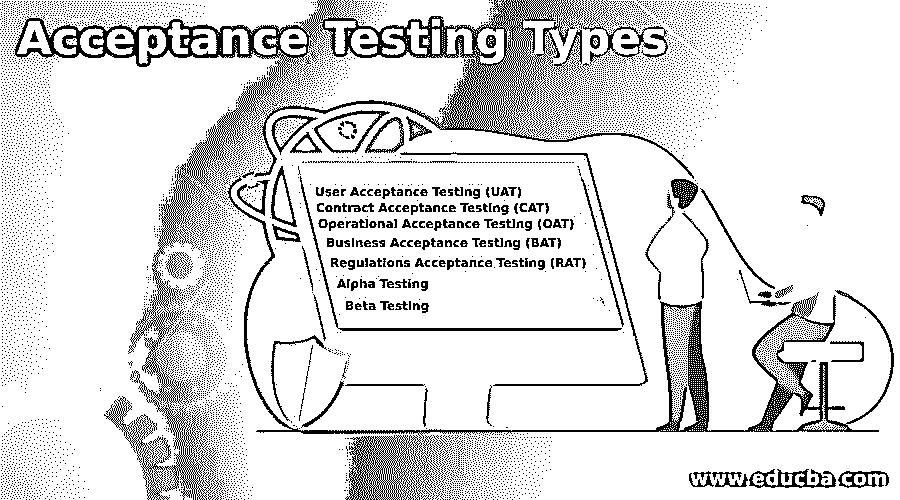 Acceptance Testing Types
User Acceptance Testing (UAT)
Contract Acceptance Testing (CAT)
Operational Acceptance Testing (OAT)
Business Acceptance Testing (BAT)
Regulations Acceptance Testing (RAT)
Alpha Testing
Beta Testing
www.educba.com